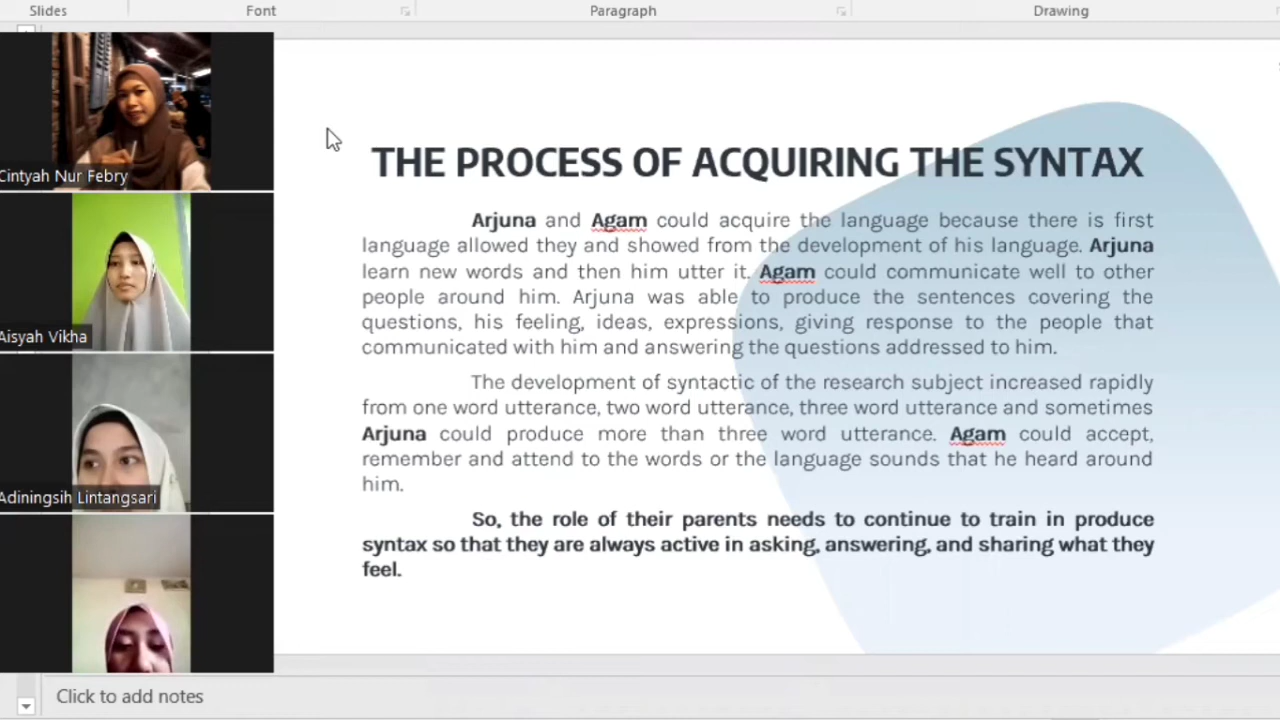 Slides Font Paragraph Drawing
Cintyah Nur Febry
Aisyah Vikha
Adiningsih Lintangsari
THE PROCESS OF ACQUIRING THE SYNTAX
Arjuna and Agam could acquire the language because there is first
language allowed they and showed from the development of his language. Arjuna
learn new words and then him utter it. Agam could communicate well to other
people around him. Arjuna was able to produce the sentences covering the
questions, his feeling, ideas, expressions, giving response to the people that
communicated with him and answering the questions addressed to him.
The development of syntactic of the research subject increased rapidly
from one word utterance, two word utterance, three word utterance and sometimes
Arjuna could produce more than three word utterance. Agam could accept,
remember and attend to the words or the language sounds that he heard around
him.
So, the role of their parents needs to continue to train in produce
syntax so that they are always active in asking, answering, and sharing what they
feel.
Click to add notes